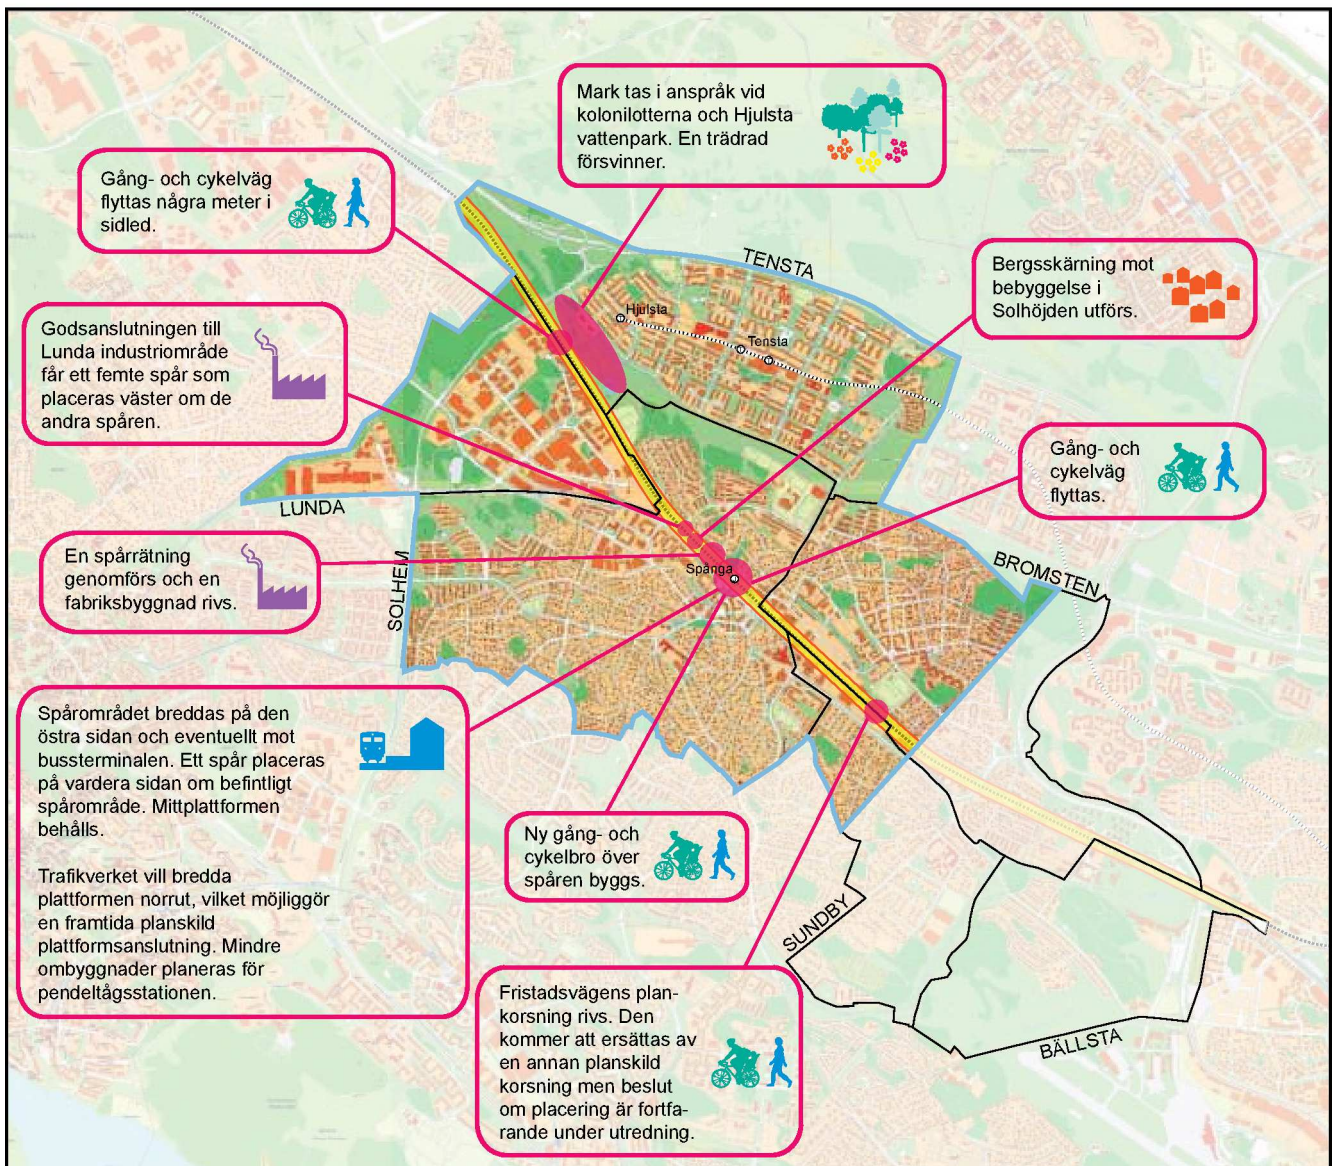 Mark tas i anspråk vid
kolonilotterna och Hjulsta
vattenpark. En trädrad
försvinner.
Gång- och cykelväg
flyttas några meter i
sidled.
TENSTA
Bergsskärning mot
bebyggelse i
Solhöjden utförs.
Hjulsta
Tensta
Godsanslutningen till
Lunda industriområde
får ett femte spår som
placeras väster om de
andra spåren.
Gång- och
cykelväg
flyttas.
LUNDA
En spårrätning
genomförs och en
fabriksbyggnad rivs.
SOLHEM
Spånga
BROMSTEN
Spårområdet breddas på den
östra sidan och eventuellt mot
bussterminalen. Ett spår placeras
på vardera sidan om befintligt
spårområde. Mittplattformen
behålls.
Trafikverket vill bredda
plattformen norrut, vilket möjliggör
en framtida planskild
plattformsanslutning. Mindre
ombyggnader planeras för
pendeltågsstationen.
Ny gång- och
cykelbro över
spåren byggs.
SUNDBY
Fristadsvägens plan-
korsning rivs. Den
kommer att ersättas av
en annan planskild
korsning men beslut
om placering är fortfa-
rande under utredning.
BÄLLSTA